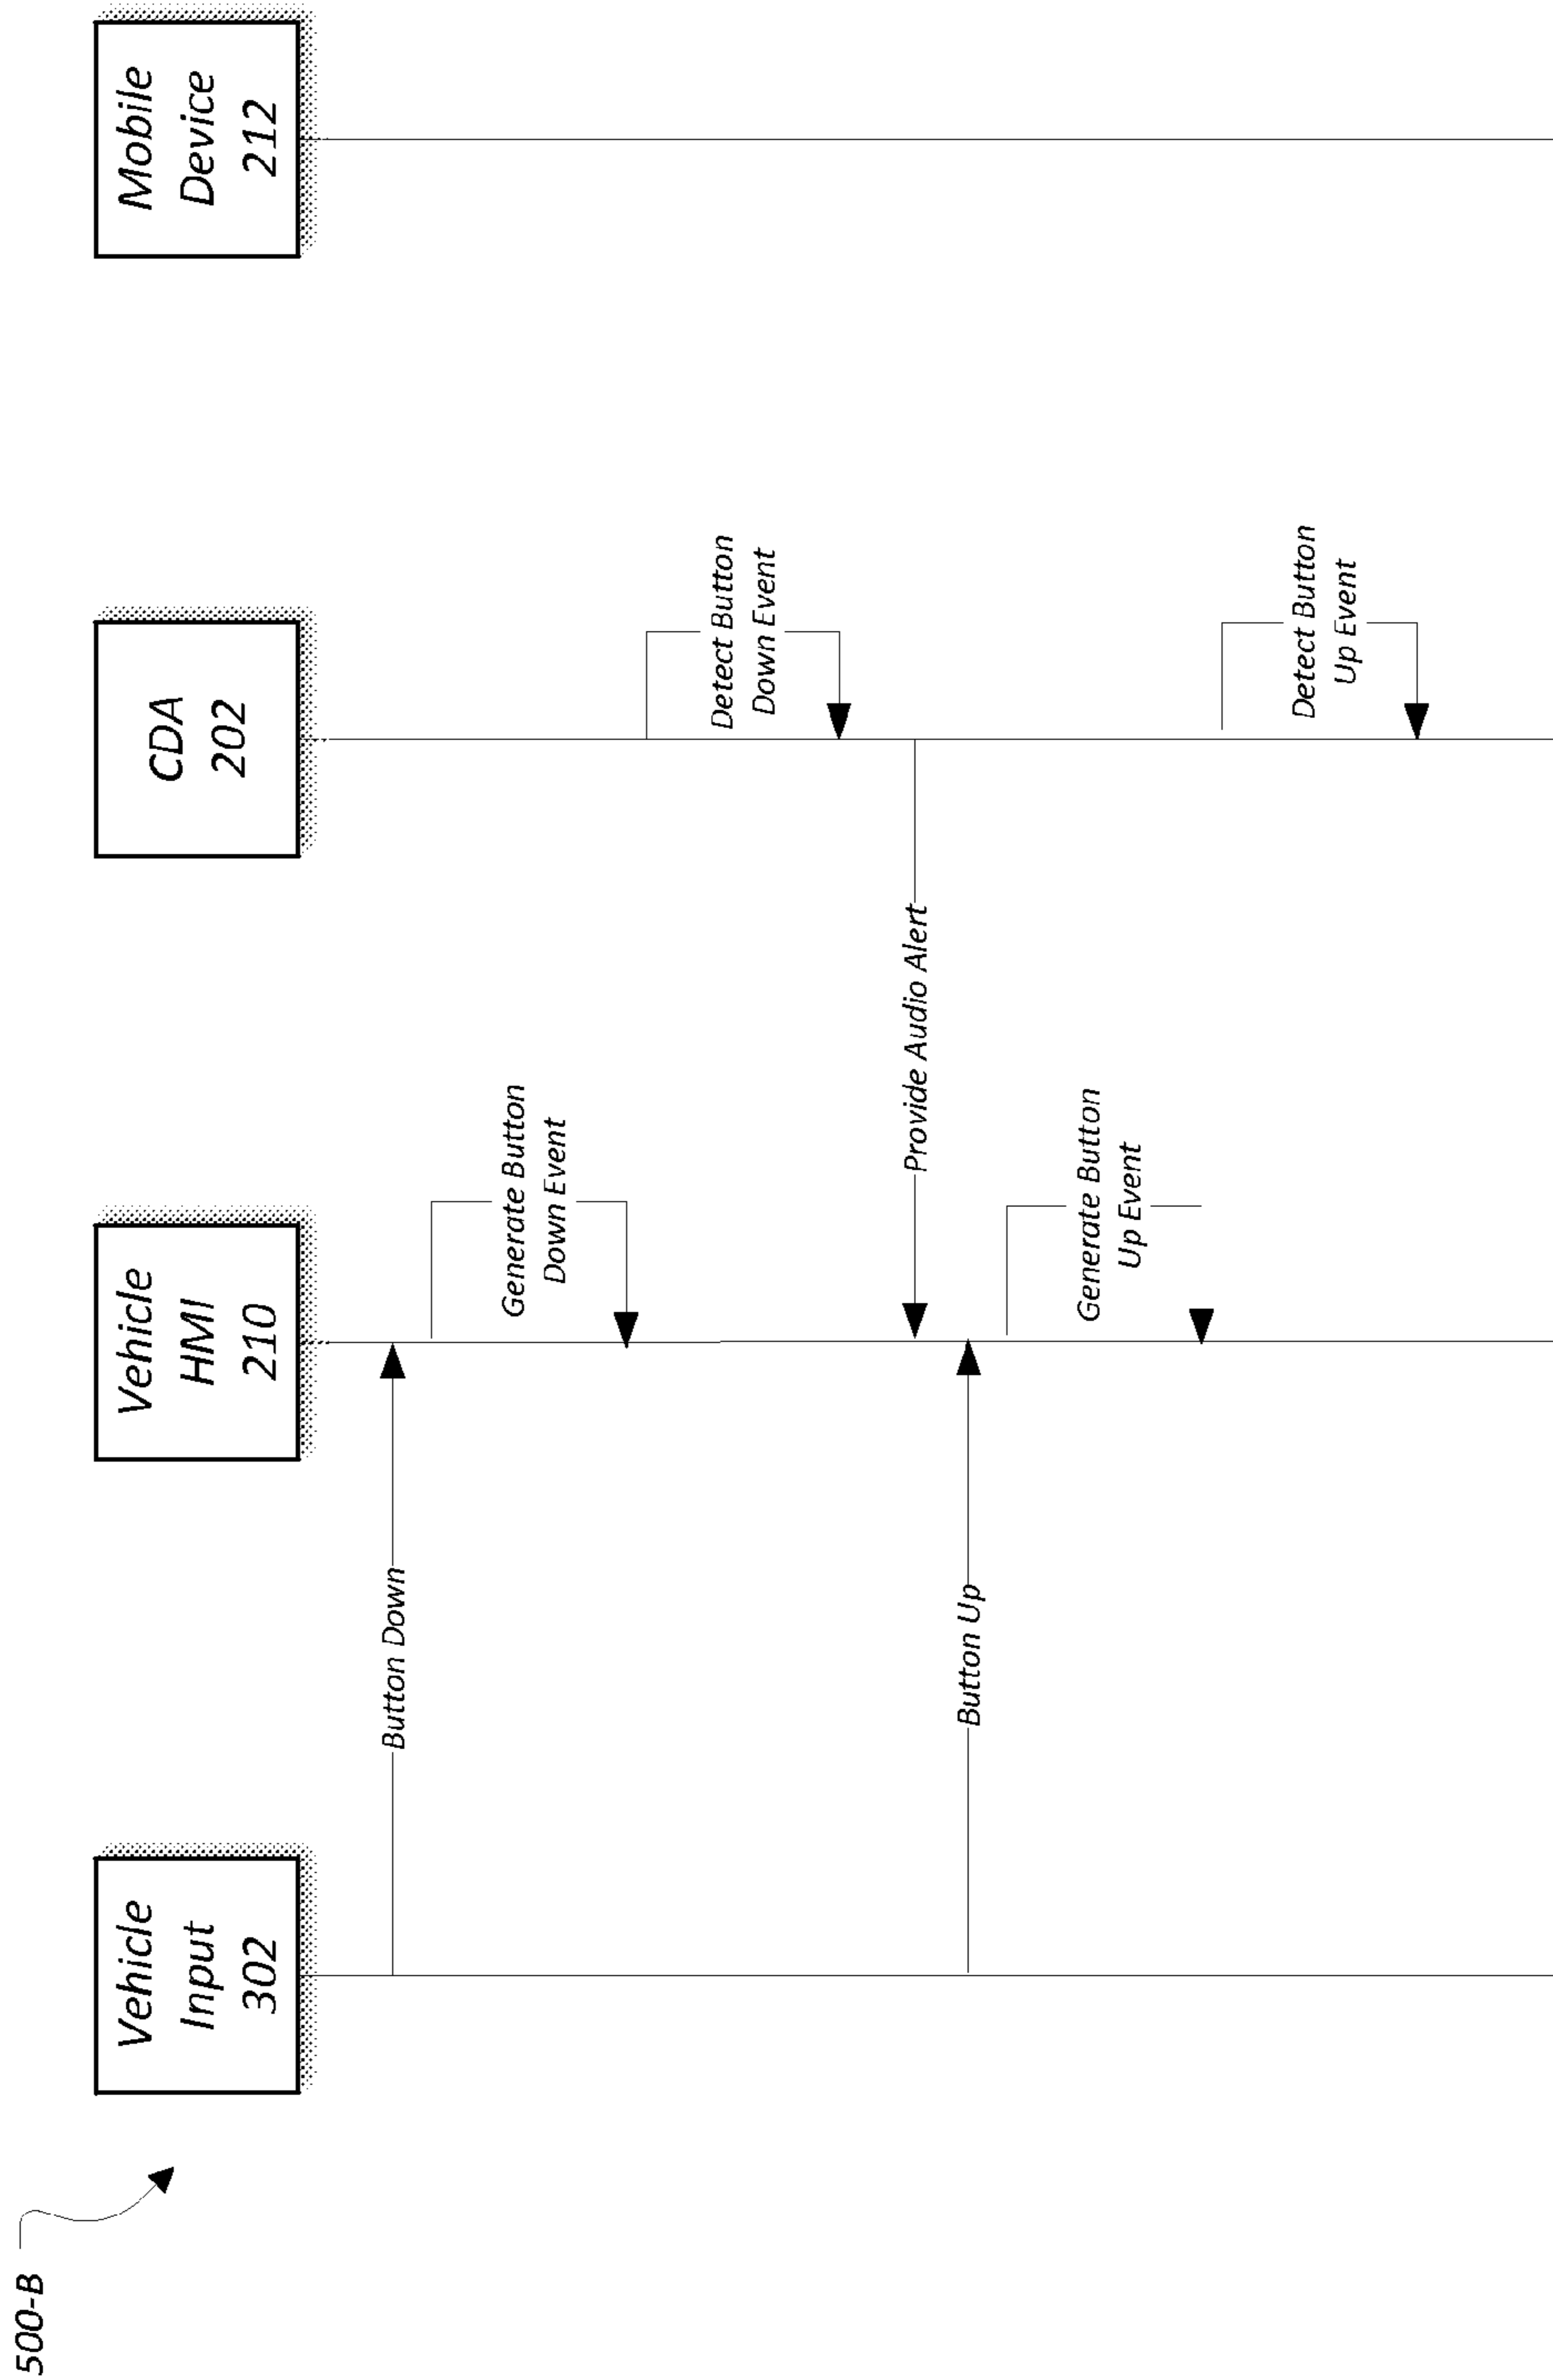 500-B
Vehicle
Input
302
Vehicle
HMI
210
CDA
202
Mobile
Device
212
Button Down
Generate Button
Down Event
Detect Button
Down Event
Provide Audio Alert
Button Up
Generate Button
Up Event
Detect Button
Up Event